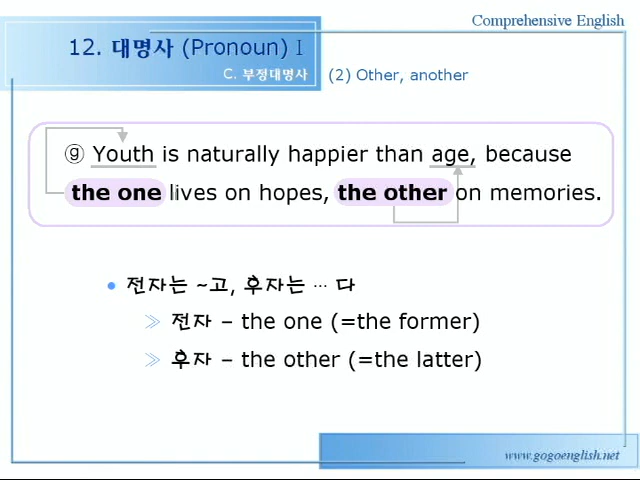 Comprehensive English
12. 대명사 (Pronoun) I
C. 부정대명사
(2) Other, another
ⓖ Youth is naturally happier than age, because
the one lives on hopes, the other on memories.
• 전자는 ~고, 후자는 … 다
≫ 전자 – the one (=the former)
≫ 후자 – the other (=the latter)
www.gogoenglish.net